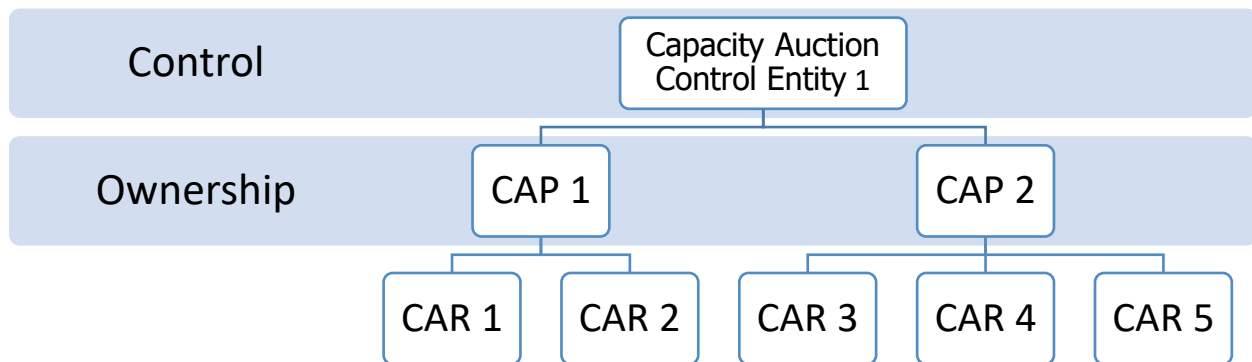 Control
Capacity Auction
Control Entity 1
Ownership
CAP 1
CAP 2
CAR 1
CAR 2
CAR 3
CAR 4
CAR 5